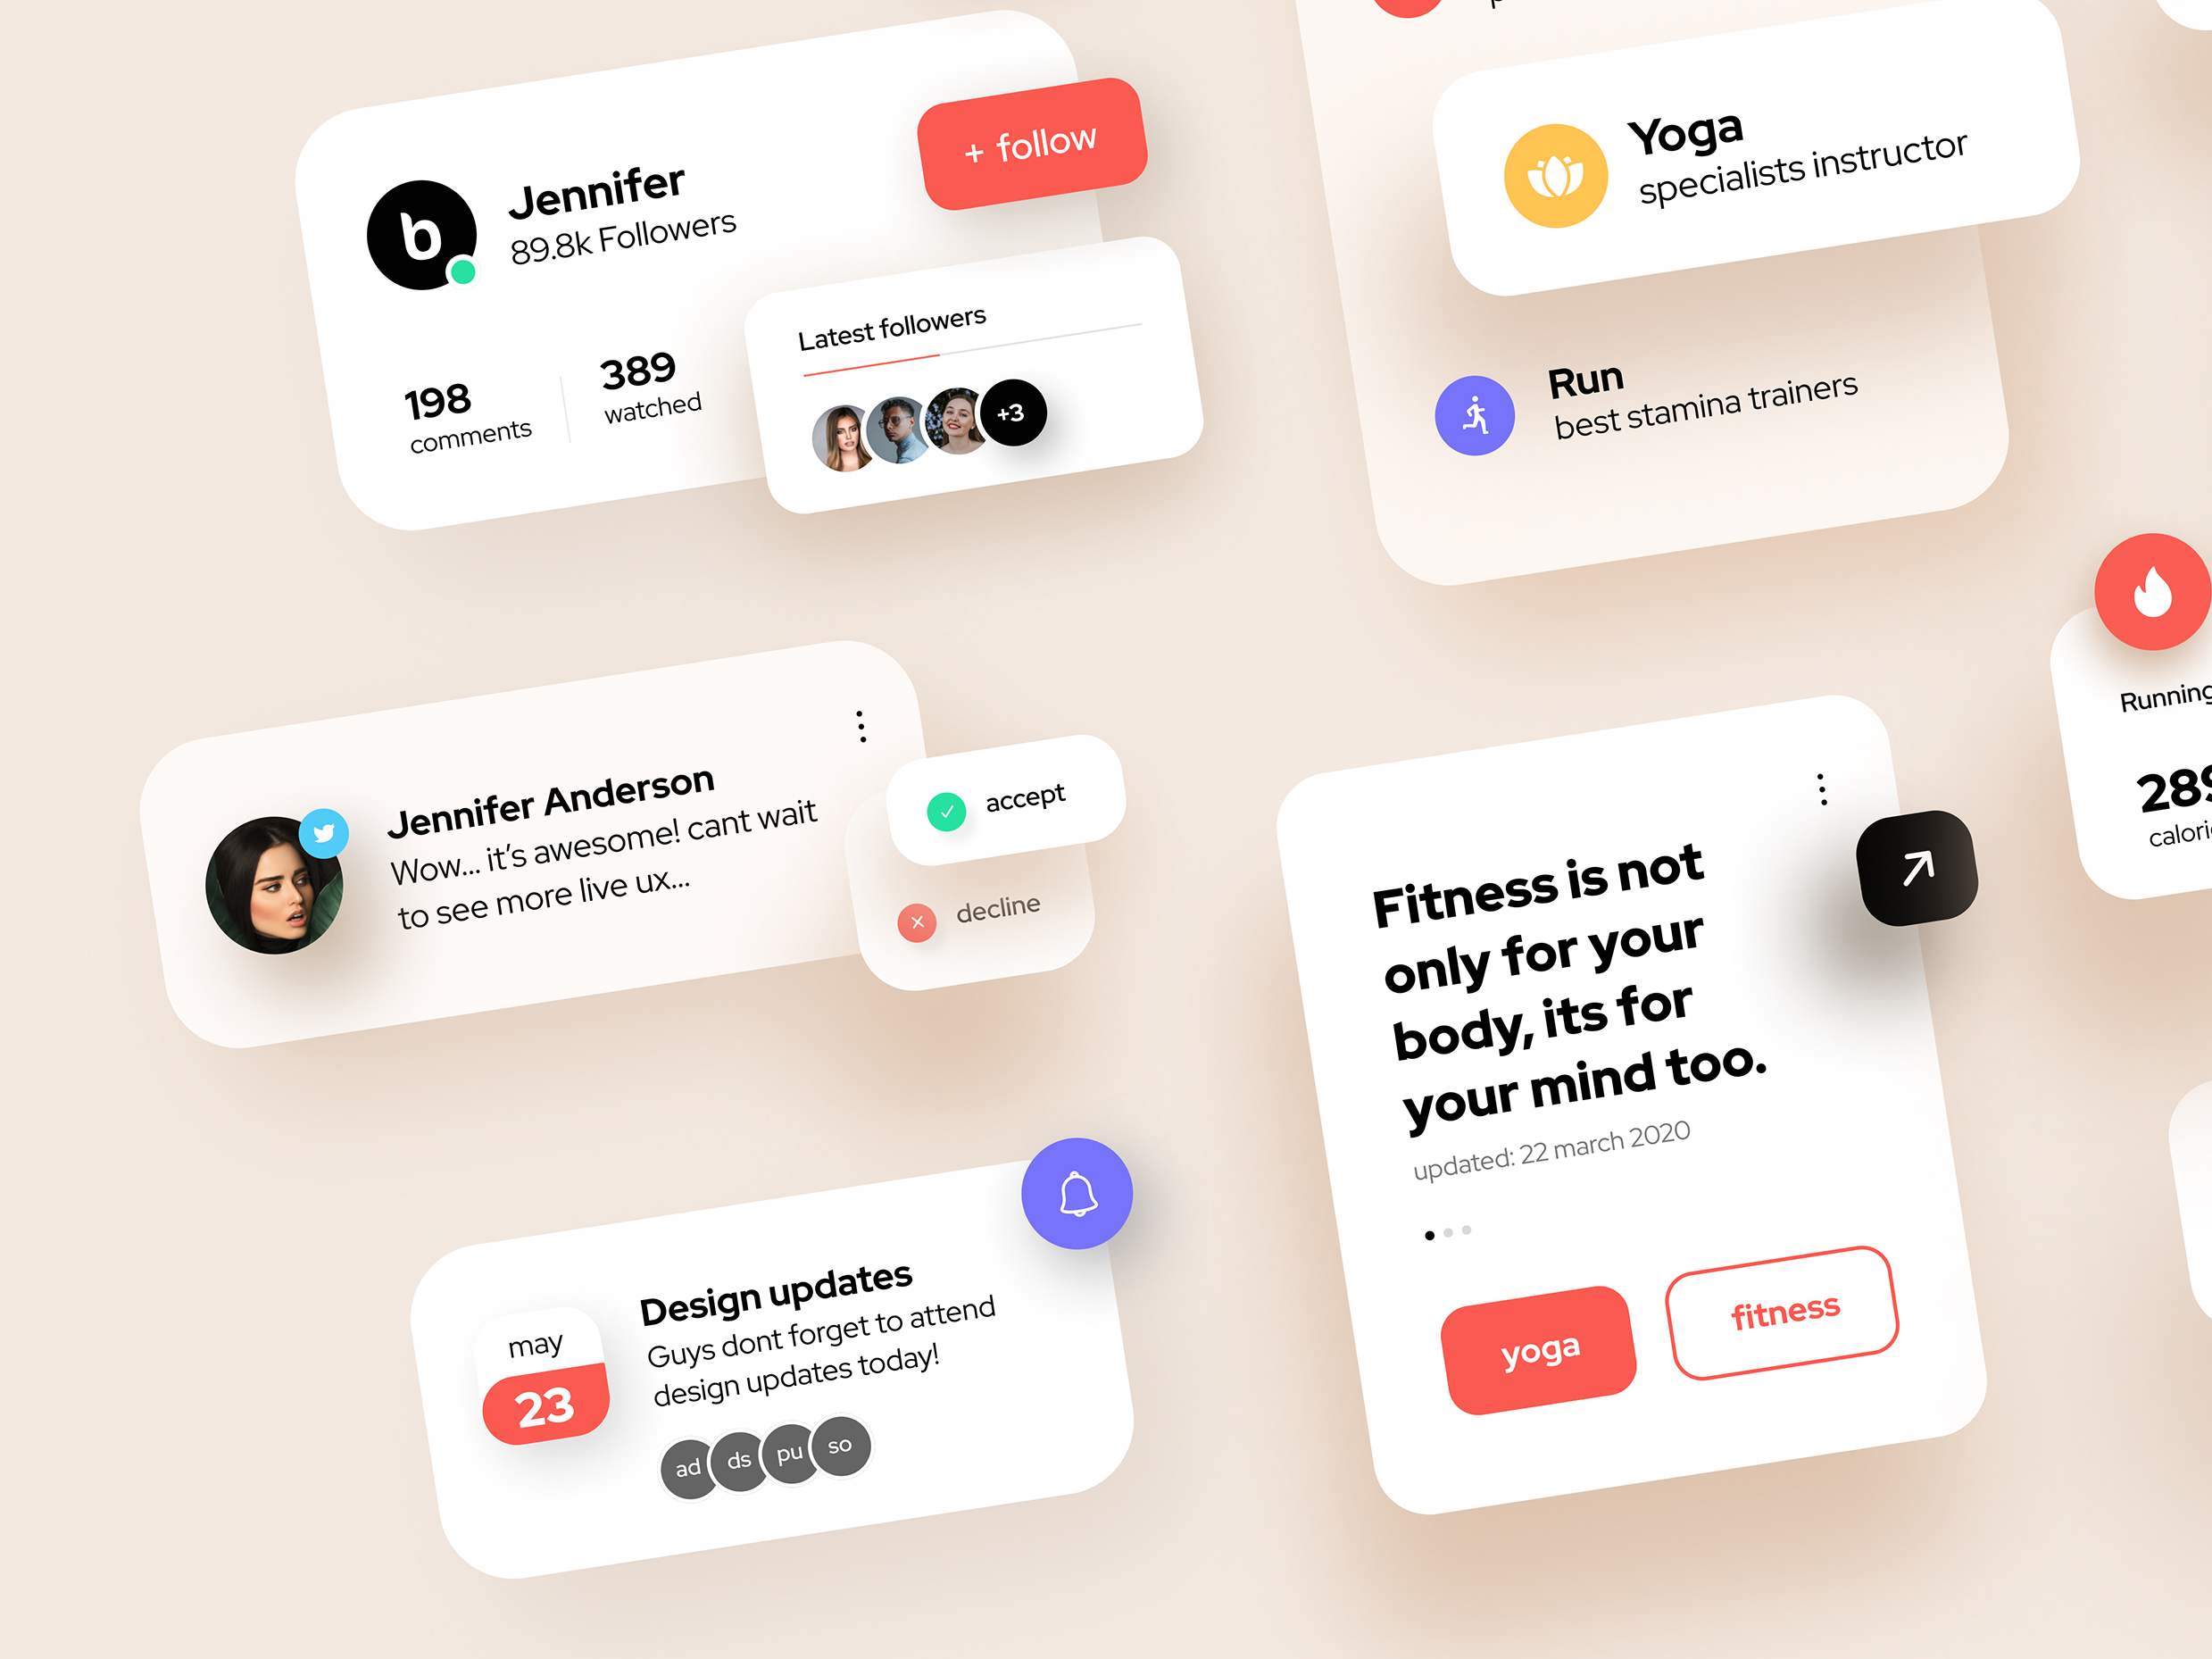 b
Jennifer
89.8k Followers
+ follow
198
comments
389
watched
Latest followers
+3
Yoga
specialists instructor
Run
best stamina trainers
Jennifer Anderson
Wow... it's awesome! cant wait
to see more live ux...
accept
decline
Running
calori
Fitness is not
only for your
body, its for
your mind too.
updated: 22 march 2020
yoga
fitness
may
23
Design updates
Guys dont forget to attend
design updates today!
ad
ds
pu
so